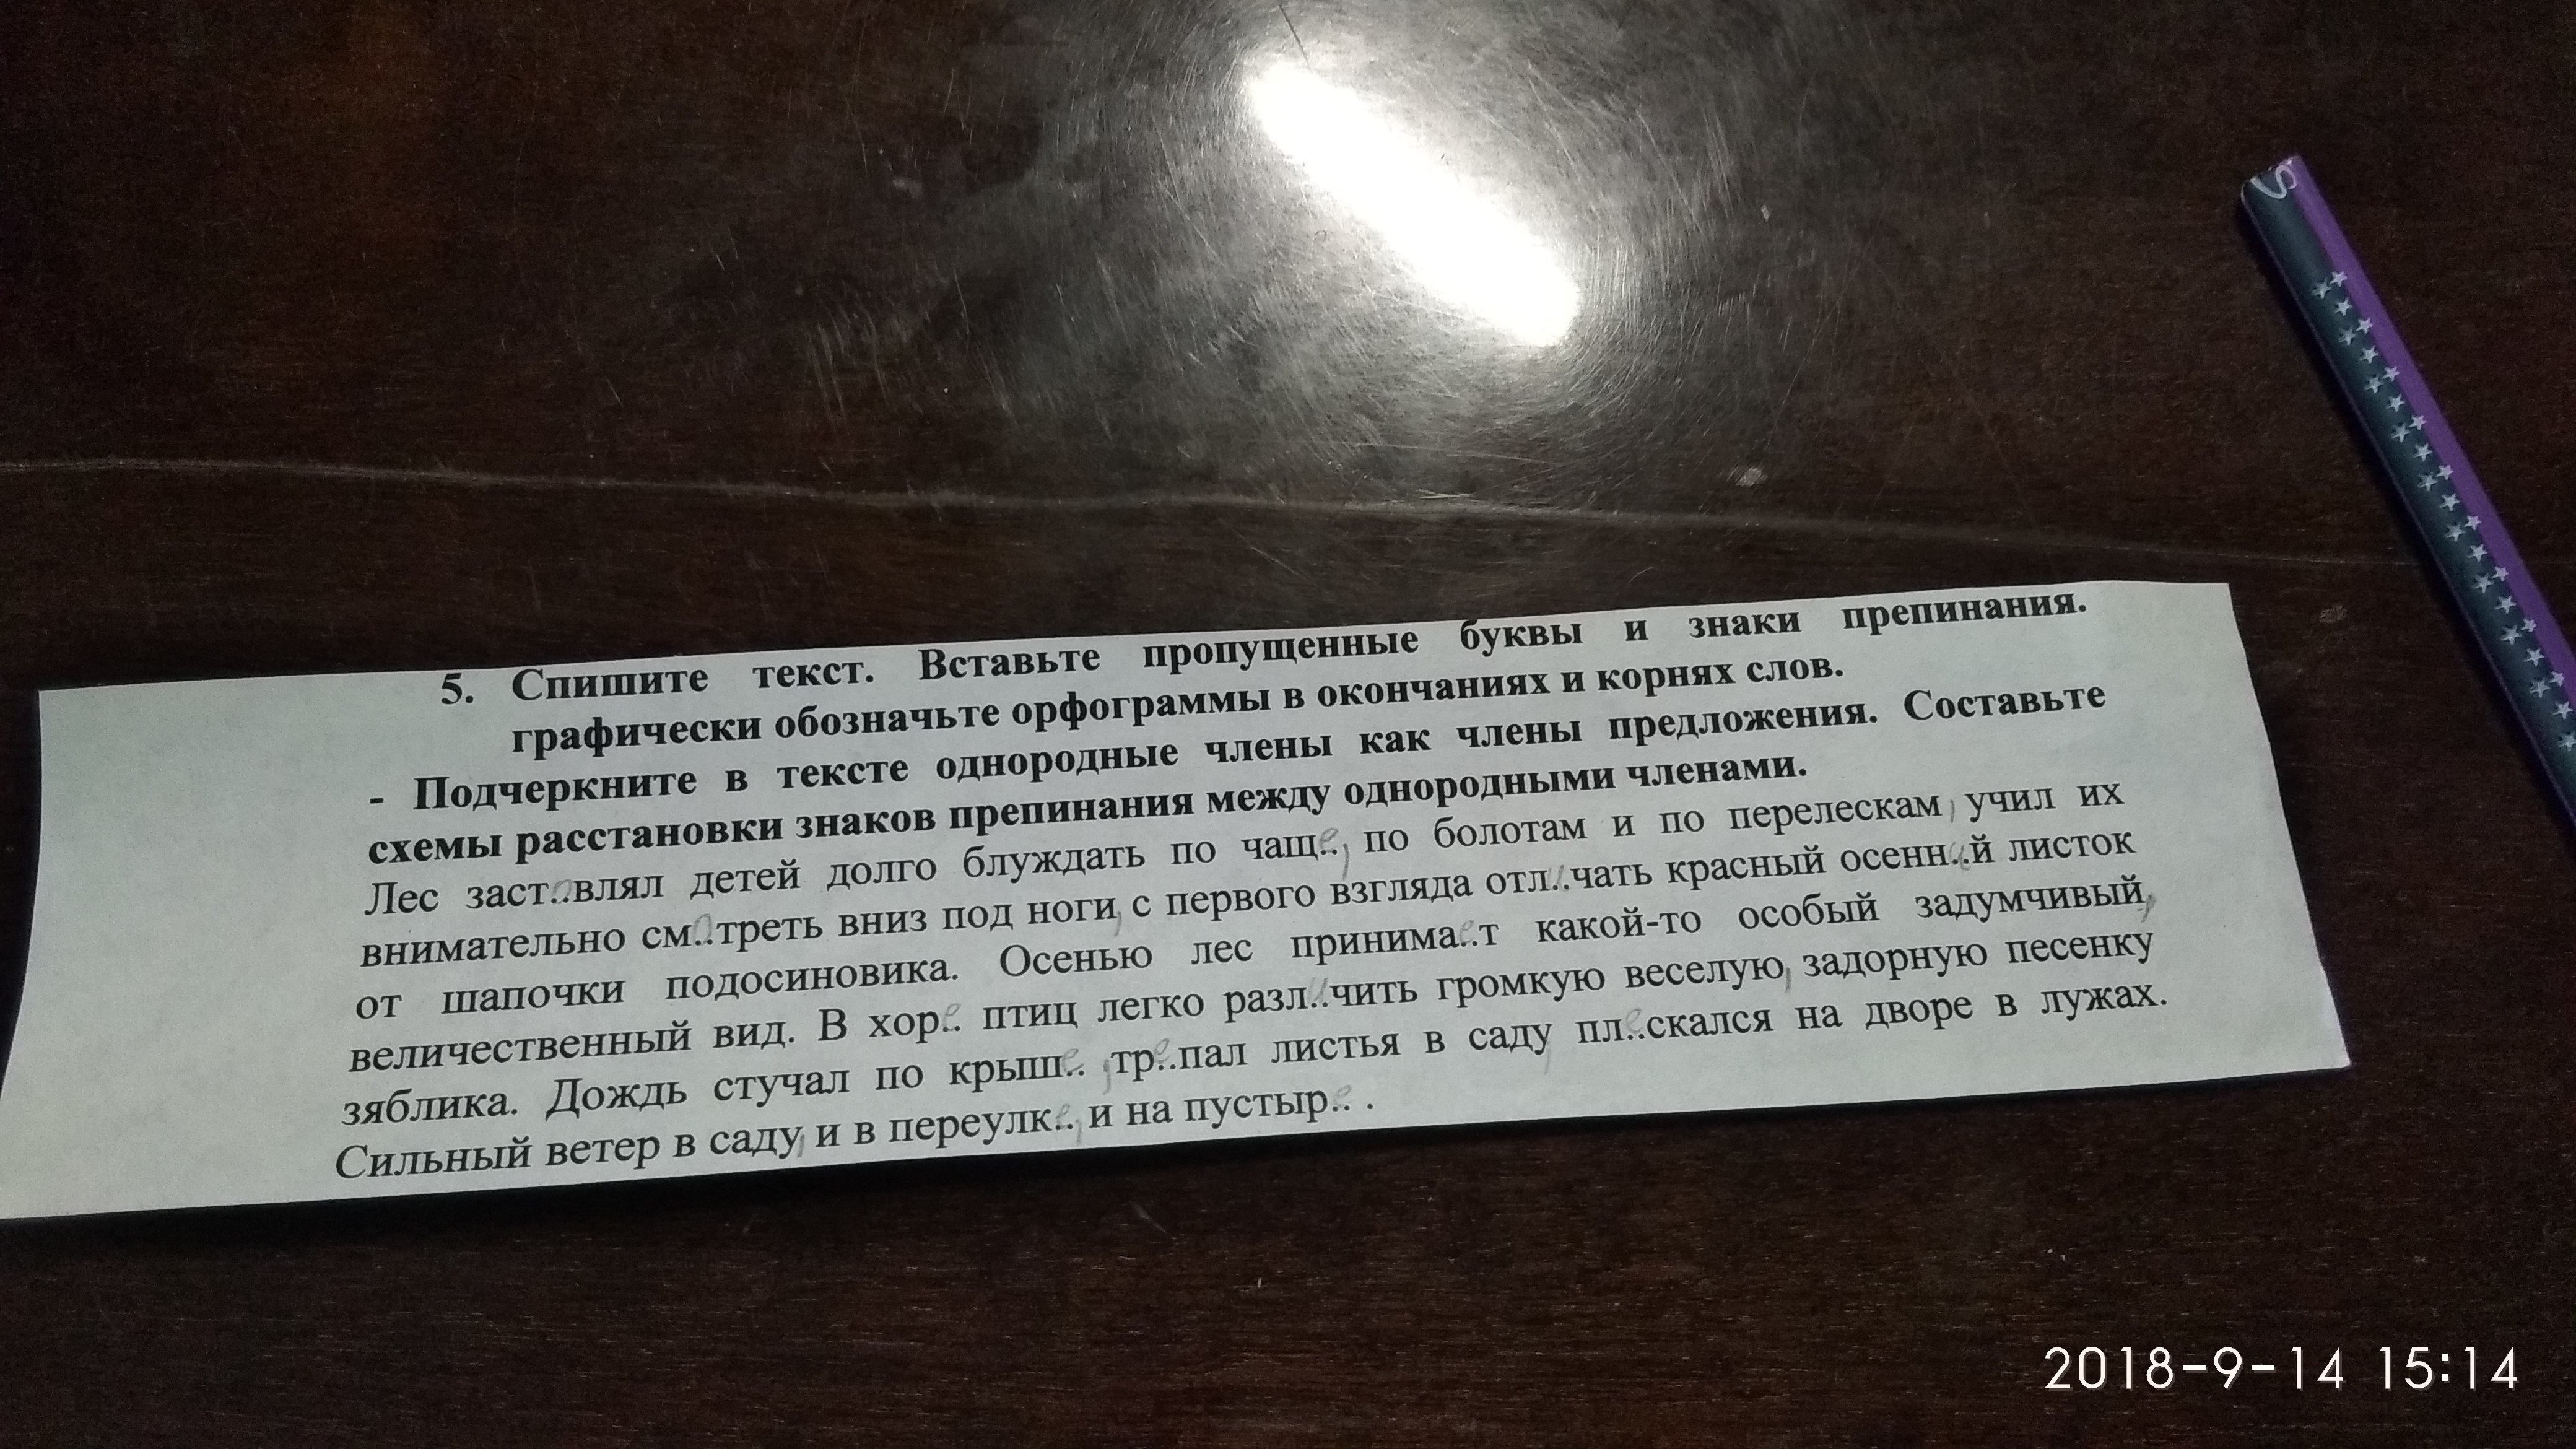 5. Спишите текст. Вставьте пропущенные буквы и знаки препинания.
графически обозначьте орфограммы в окончаниях и корнях слов.
- Подчеркните в тексте однородные члены как члены предложения. Составьте
схемы расстановки знаков препинания между однородными членами.
Лес заст..влял детей долго блуждать по чащ.., по болотам и по перелескам, учил их
внимательно см..треть вниз под ноги, с первого взгляда отл..чать красный осенн..й листок
от шапочки подосиновика. Осенью лес принима..т какой-то особый задумчивый,
величественный вид. В хор.. птиц легко разл..чить громкую веселую, задорную песенку
зяблика. Дождь стучал по крыш.. , тр..пал листья в саду, пл..скался на дворе в лужах.
Сильный ветер в саду, и в переулк.., и на пустыр.. .
2018-9-14 15:14